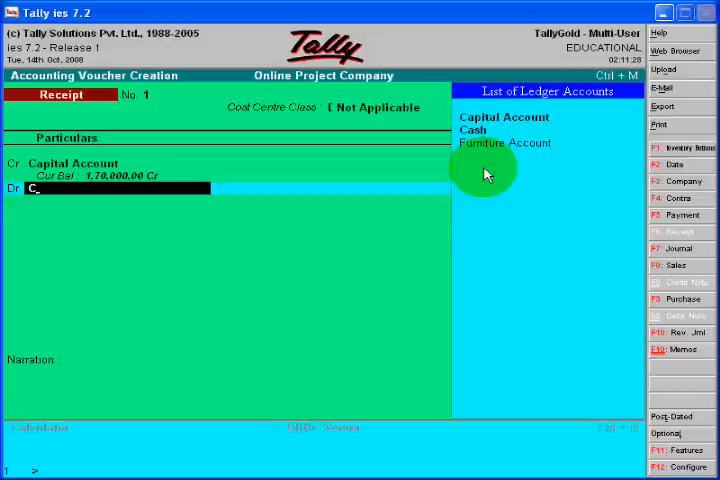 Tally ies 7.2
(c) Tally Solutions Pvt. Ltd., 1988-2005
ies 7.2 - Release 1
Tue, 14th Oct, 2008
Tally
TallyGold - Multi-User
EDUCATIONAL
02:11:28
Accounting Voucher Creation
Online Project Company
Ctrl + M
Receipt No. 1
Cost Centre Class : [ Not Applicable
Particulars
Cr Capital Account
Cur Bal : 1,70,000.00 Cr
Dr C_
Narration :
List of Ledger Accounts
Capital Account
Cash
Furniture Account
1 >
Help
Web Browser
Upload
E-Mail
Export
Print
F1: Inventory Buttons
F2: Date
F3: Company
F4: Contra
F5: Payment
F6: Receipt
F7: Journal
F8: Sales
F8: Credit Note
F9: Purchase
F9: Debit Note
F10: Rev. Jrnl
F10: Memos
Post-Dated
Optional
F11: Features
F12: Configure